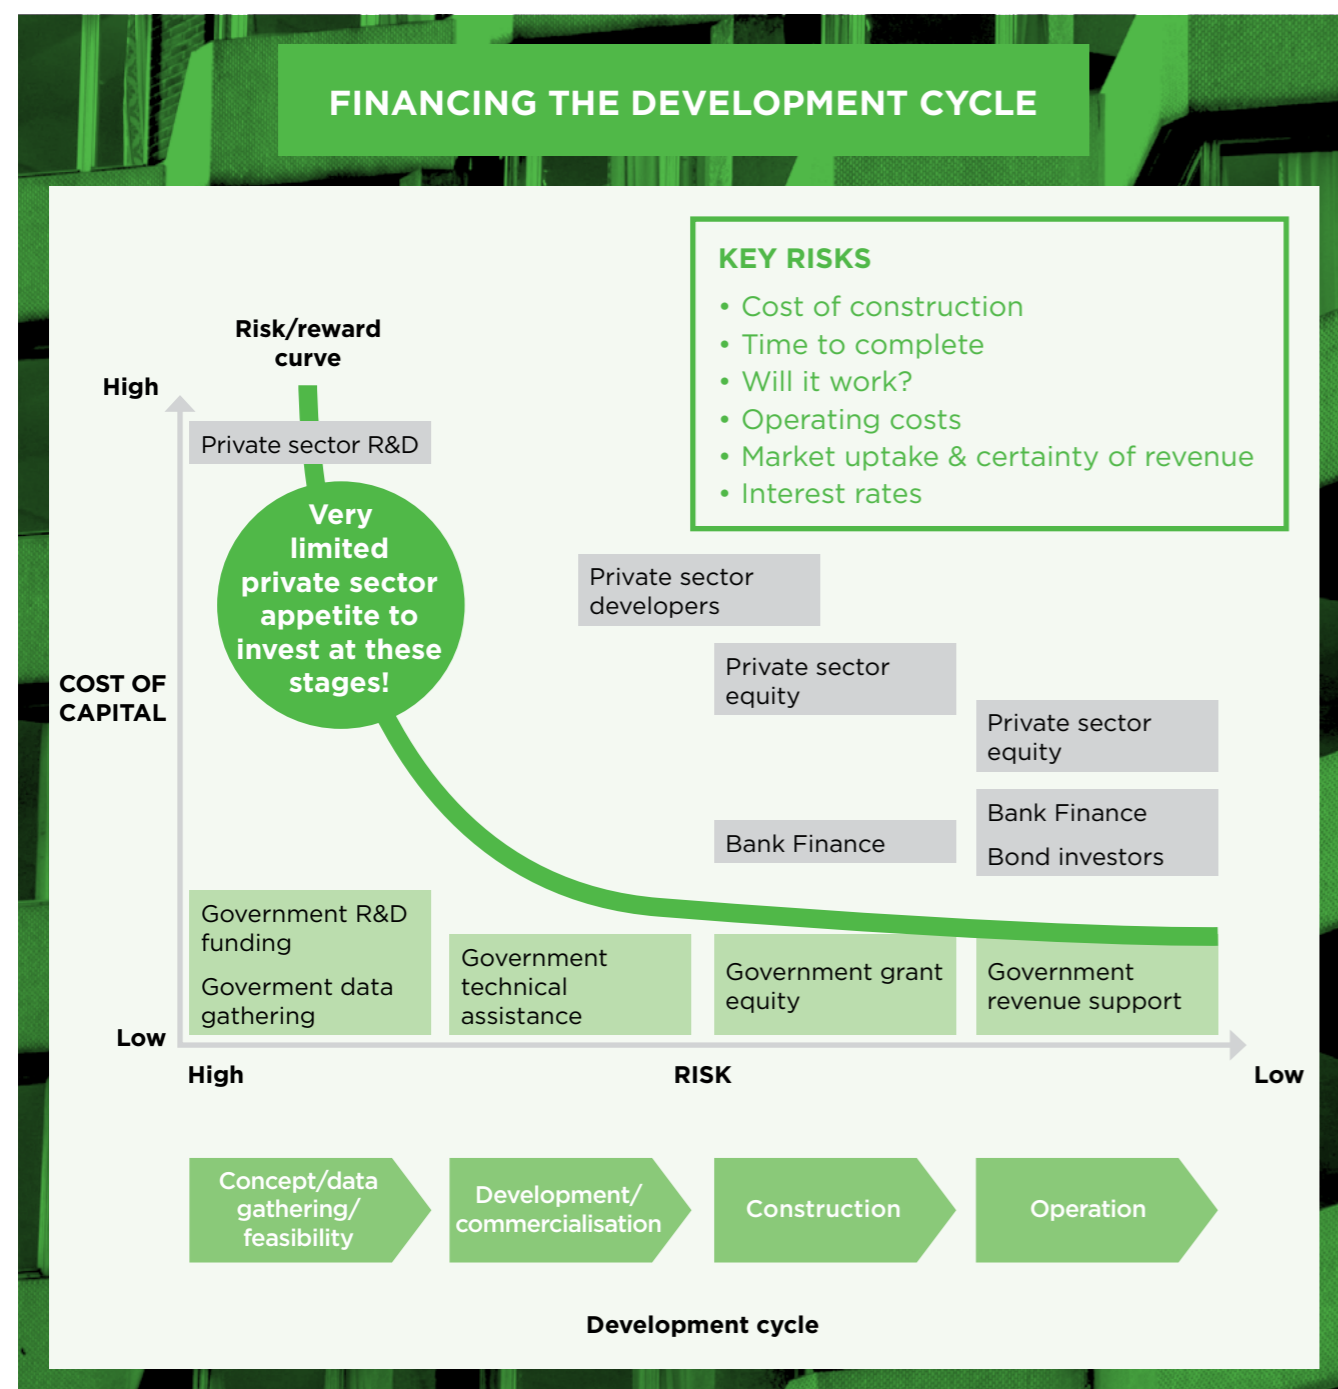 FINANCING THE DEVELOPMENT CYCLE
KEY RISKS
• Cost of construction
• Time to complete
• Will it work?
• Operating costs
• Market uptake & certainty of revenue
• Interest rates
Risk/reward
curve
High
Private sector R&D
Very
limited
private sector
appetite to
invest at these
stages!
Private sector
developers
Private sector
equity
COST OF
CAPITAL
Private sector
equity
Bank Finance
Bank Finance
Bond investors
Government R&D
funding
Goverment data
gathering
Government
technical
assistance
Government grant
equity
Government
revenue support
Low
High
RISK
Low
Concept/data
gathering/
feasibility
Development/
commercialisation
Construction
Operation
Development cycle